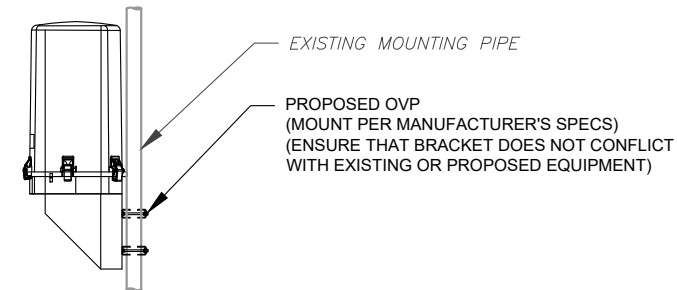 EXISTING MOUNTING PIPE
PROPOSED OVP
(MOUNT PER MANUFACTURER'S SPECS)
(ENSURE THAT BRACKET DOES NOT CONFLICT
WITH EXISTING OR PROPOSED EQUIPMENT)